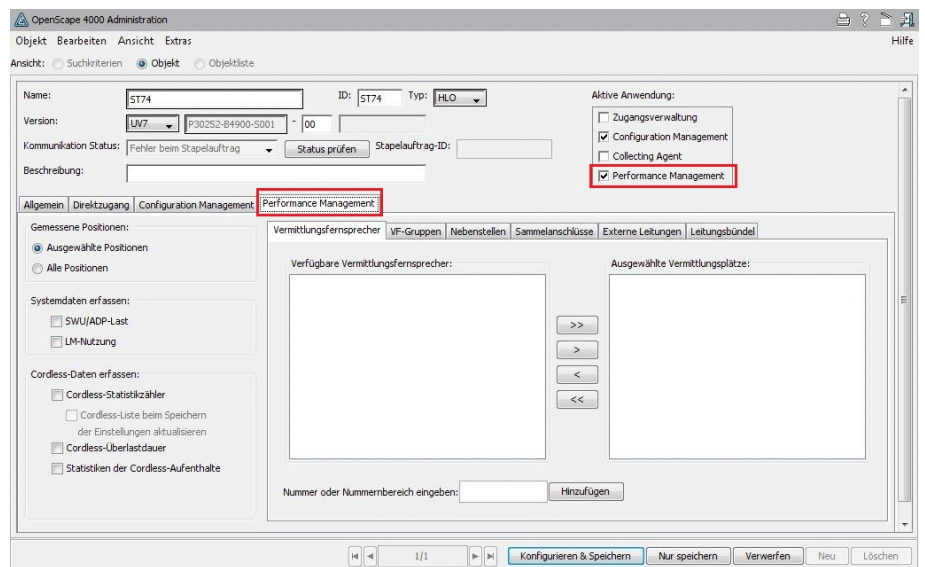 OpenScape 4000 Administration
Objekt Bearbeiten Ansicht Extras Hilfe
Ansicht: Suchkriterien Objekt Objektliste
Name: ST74 ID: ST74 Typ: HLO Aktive Anwendung:
Zugangsverwaltung
Version: UV7 P30252-B4900-S001 - 00
Configuration Management
Kommunikation Status: Fehler beim Stapelauftrag Status prüfen Stapelauftrag-ID:
Collecting Agent
Beschreibung:
Performance Management
Allgemein Direktzugang Configuration Management Performance Management
Gemessene Positionen:
Ausgewählte Positionen
Alle Positionen
Systemdaten erfassen:
SWU/ADP-Last
LM-Nutzung
Cordless-Daten erfassen:
Cordless-Statistikzähler
Cordless-Liste beim Speichern
der Einstellungen aktualisieren
Cordless-Überlastdauer
Statistiken der Cordless-Aufenthalte
Vermittlungsfernsprecher VF-Gruppen Nebenstellen Sammelanschlüsse Externe Leitungen Leitungsbündel
Verfügbare Vermittlungsfernsprecher: Ausgewählte Vermittlungsplätze:
>>
>
<
<<
Nummer oder Nummernbereich eingeben: Hinzufügen
1/1 Konfigurieren & Speichern Nur speichern Verwerfen Neu Löschen